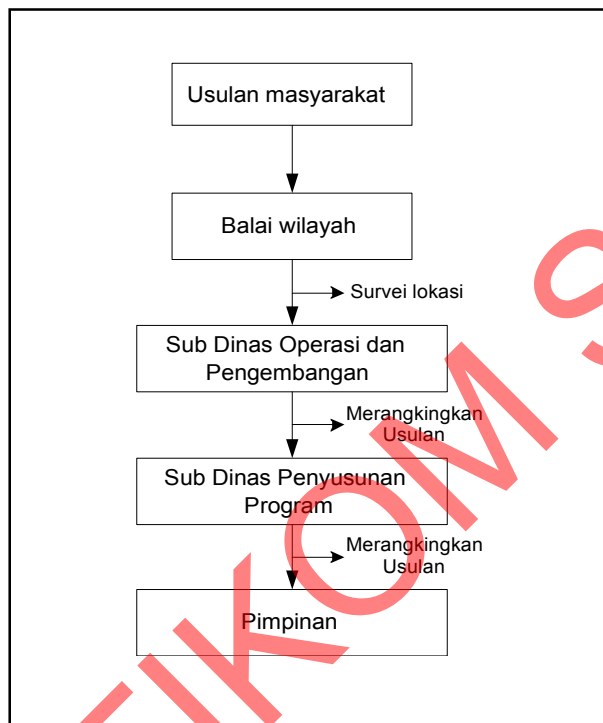 Usulan masyarakat
Balai wilayah
Survei lokasi
Sub Dinas Operasi dan
Pengembangan
Merangkingkan
Usulan
Sub Dinas Penyusunan
Program
Merangkingkan
Usulan
Pimpinan
TIKOM S